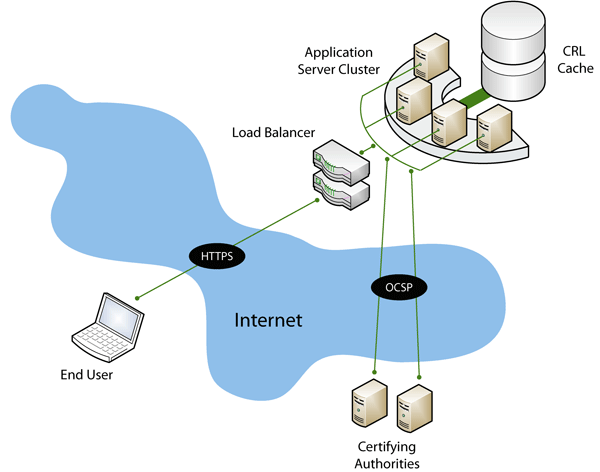 Application
Server Cluster
CRL
Cache
Load Balancer
HTTPS
OCSP
Internet
End User
Certifying
Authorities